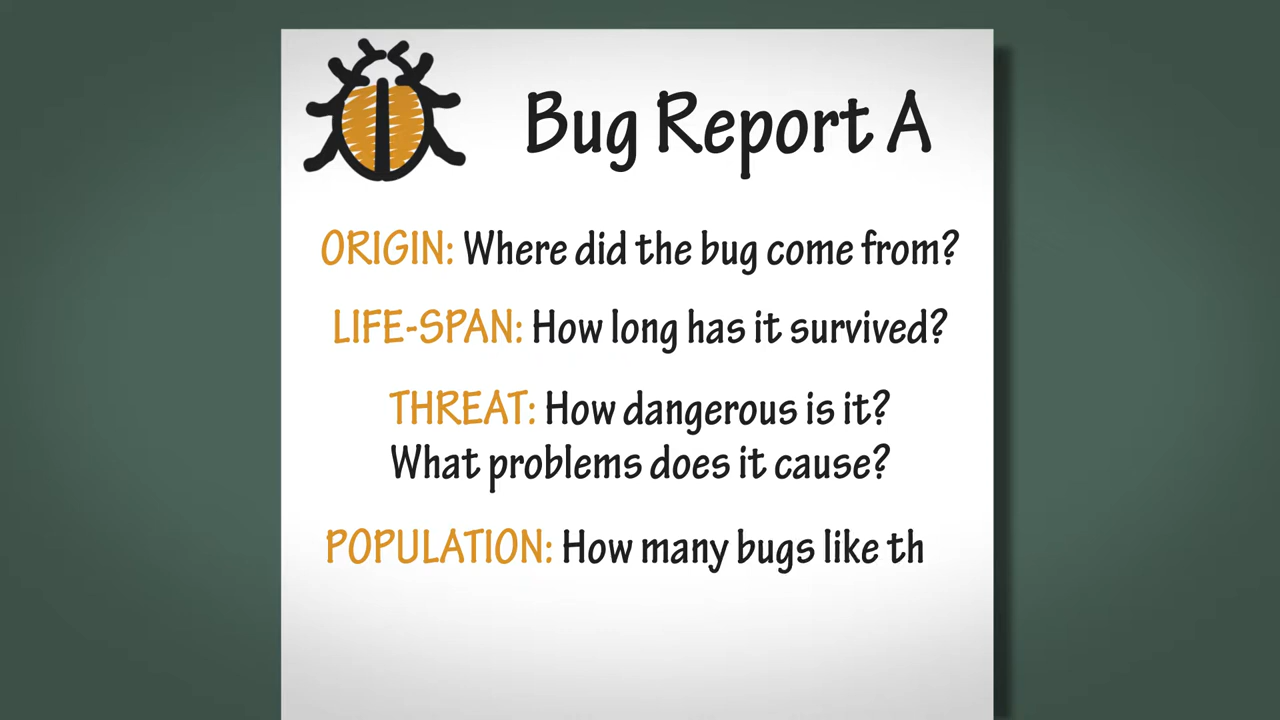 Bug Report A
ORIGIN: Where did the bug come from?
LIFE-SPAN: How long has it survived?
THREAT: How dangerous is it?
What problems does it cause?
POPULATION: How many bugs like th